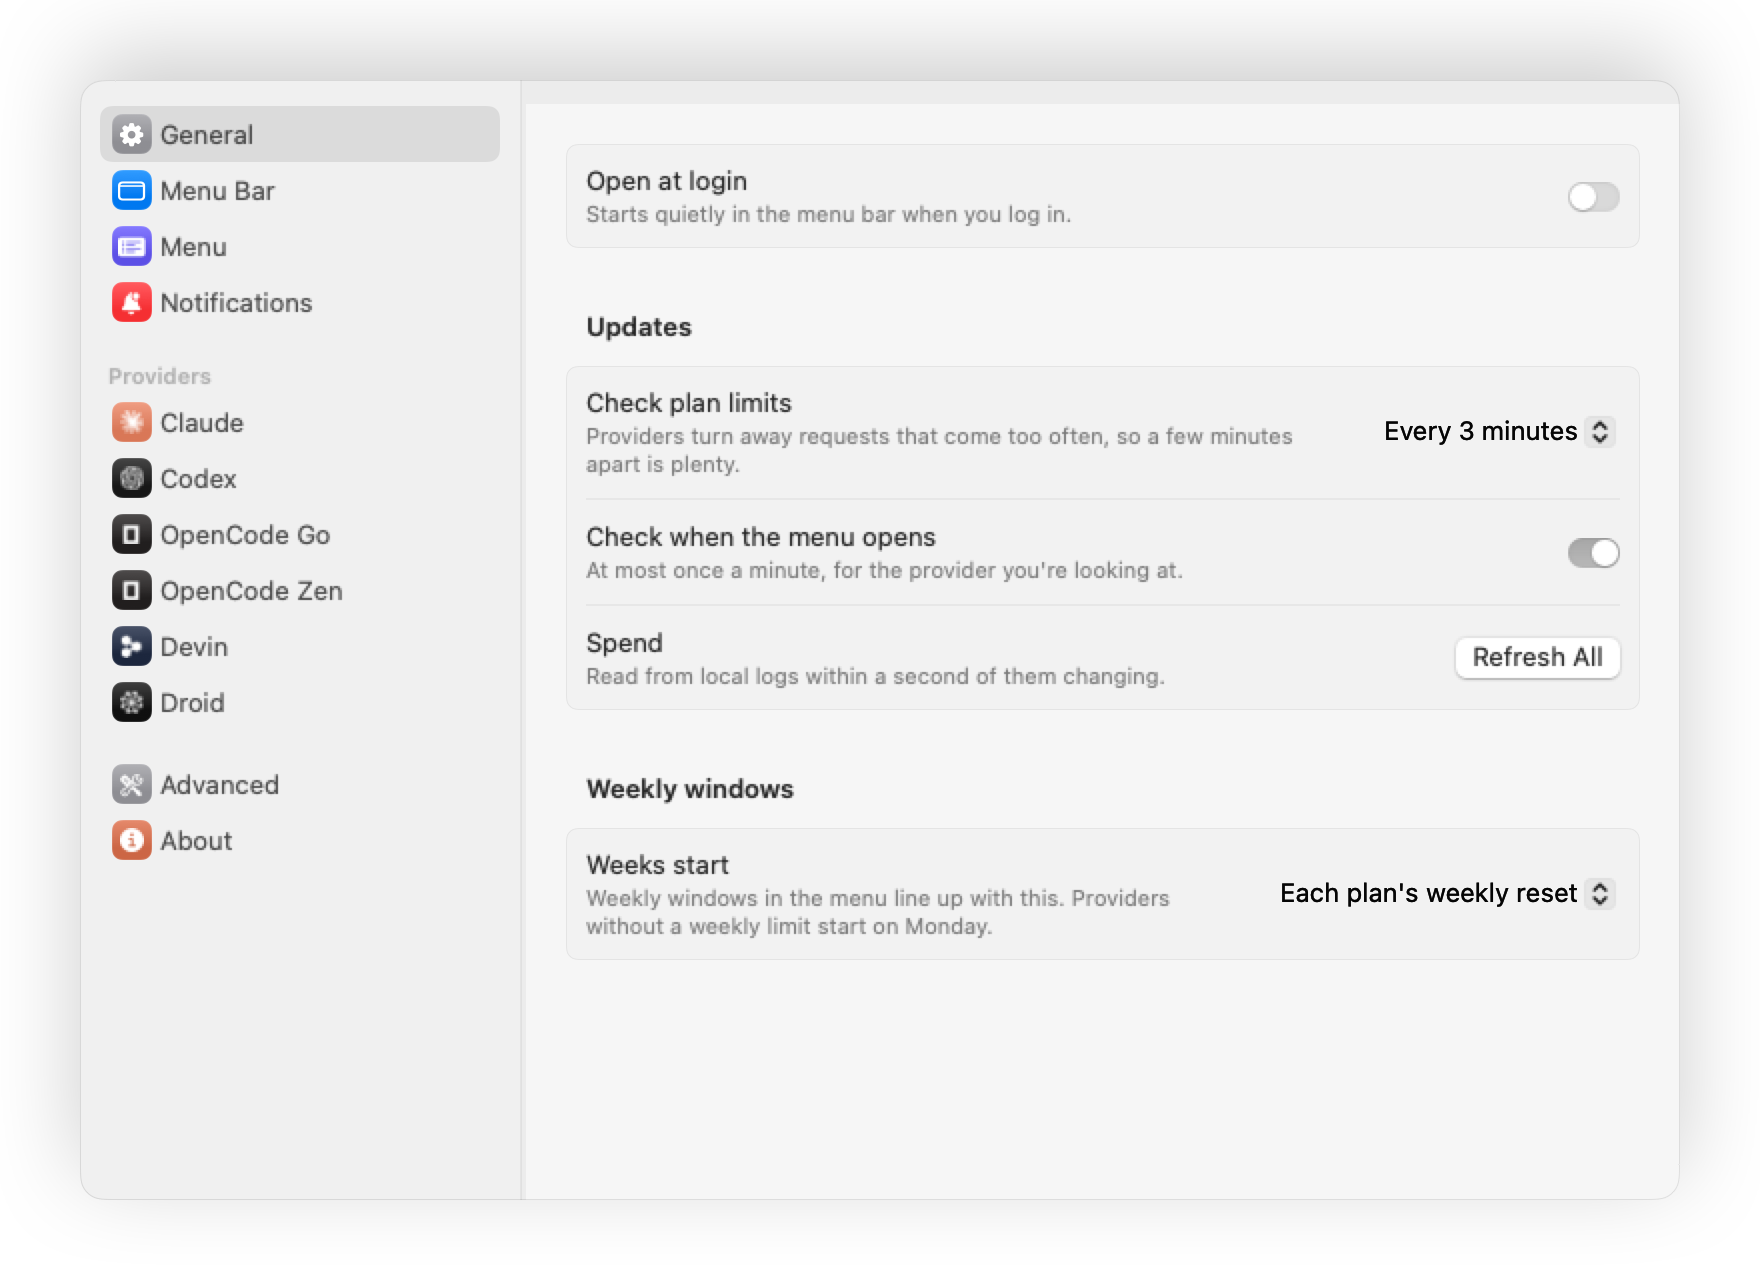 General
Menu Bar
Menu
Notifications
Providers
Claude
Codex
OpenCode Go
OpenCode Zen
Devin
Droid
Advanced
About
Open at login
Starts quietly in the menu bar when you log in.
Updates
Check plan limits
Providers turn away requests that come too often, so a few minutes
apart is plenty.
Every 3 minutes
Check when the menu opens
At most once a minute, for the provider you're looking at.
Spend
Read from local logs within a second of them changing.
Refresh All
Weekly windows
Weeks start
Weekly windows in the menu line up with this. Providers
without a weekly limit start on Monday.
Each plan's weekly reset